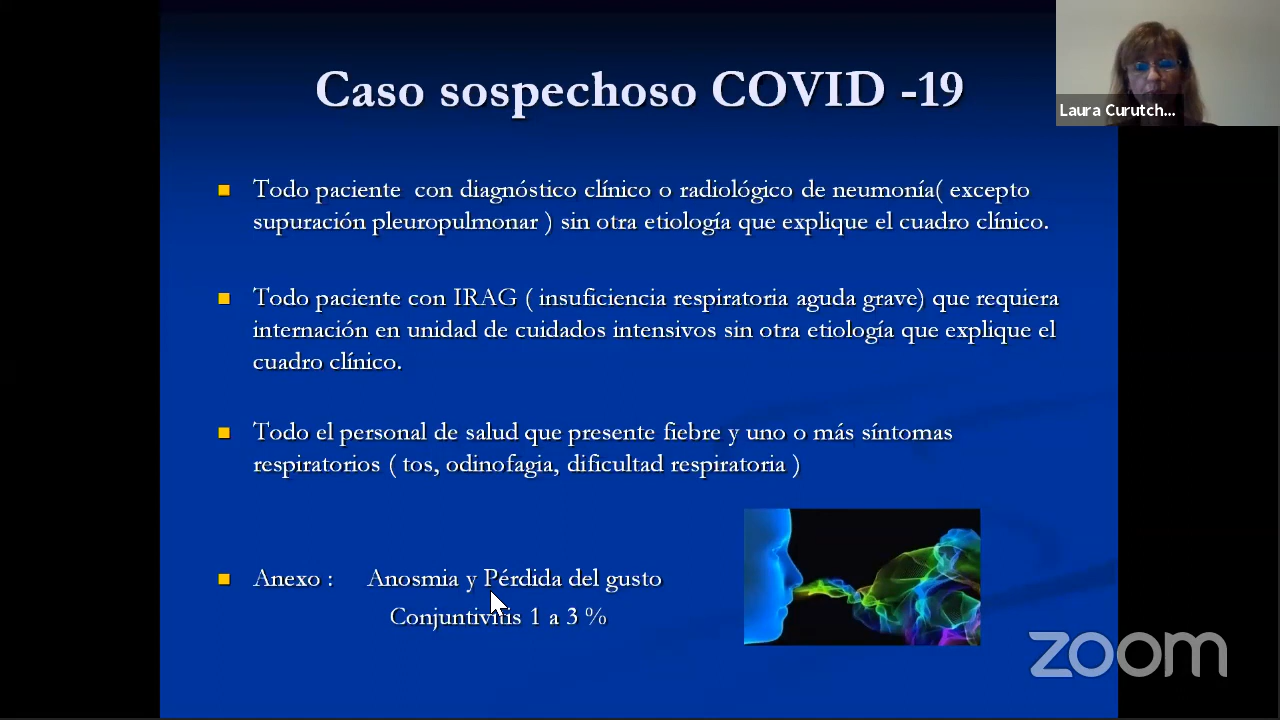 Caso sospechoso COVID -19
Laura Curutch...
Todo paciente  con diagnóstico clínico o radiológico de neumonía( excepto
supuración pleuropulmonar ) sin otra etiología que explique el cuadro clínico.
Todo paciente con IRAG ( insuficiencia respiratoria aguda grave) que requiera
internación en unidad de cuidados intensivos sin otra etiología que explique el
cuadro clínico.
Todo el personal de salud que presente fiebre y uno o más síntomas
respiratorios ( tos, odinofagia, dificultad respiratoria )
Anexo :     Anosmia y Pérdida del gusto
Conjuntivitis 1 a 3 %
zoom